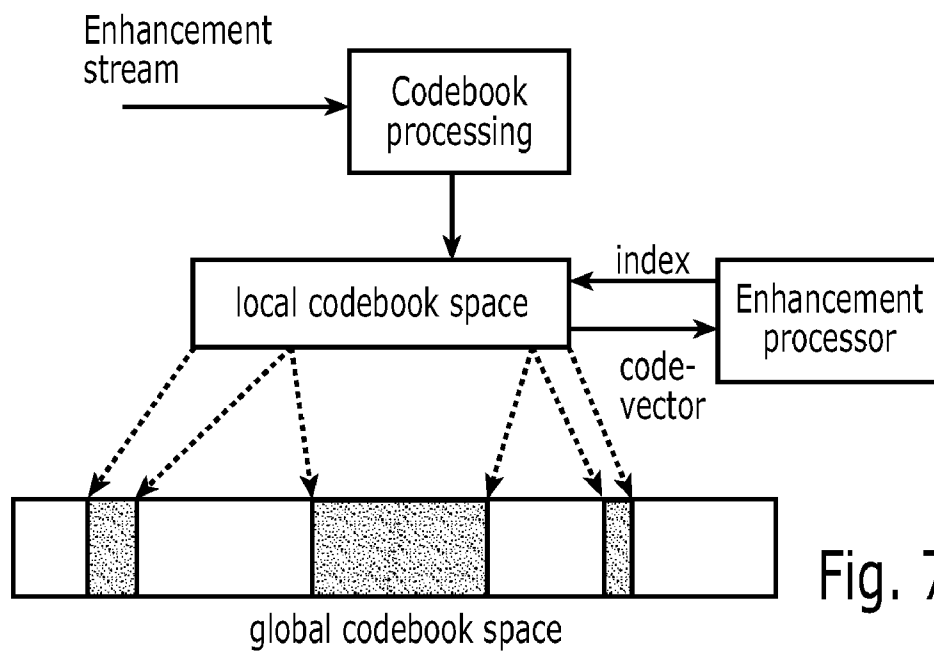 Enhancement
stream
Codebook
processing
local codebook space
index
Enhancement
processor
code-
vector
Fig. 7
global codebook space